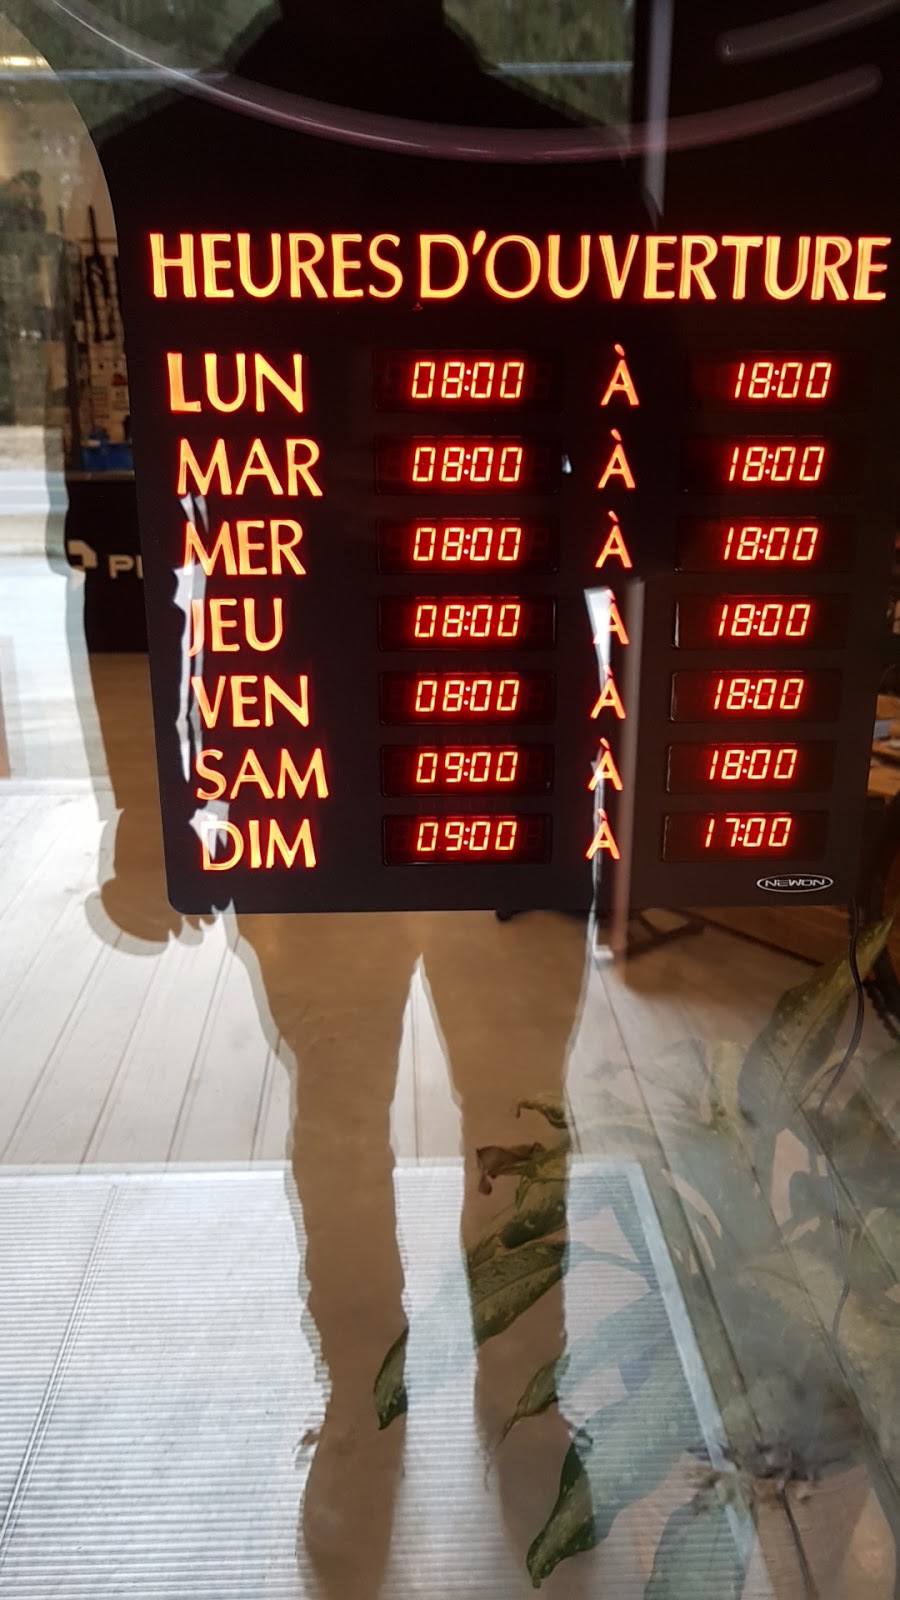 HEURES D'OUVERTURE
LUN 08:00 À 18:00
MAR 08:00 À 18:00
MER 08:00 À 18:00
JEU 08:00 À 18:00
VEN 08:00 À 18:00
SAM 09:00 À 18:00
DIM 09:00 À 17:00
NEWON